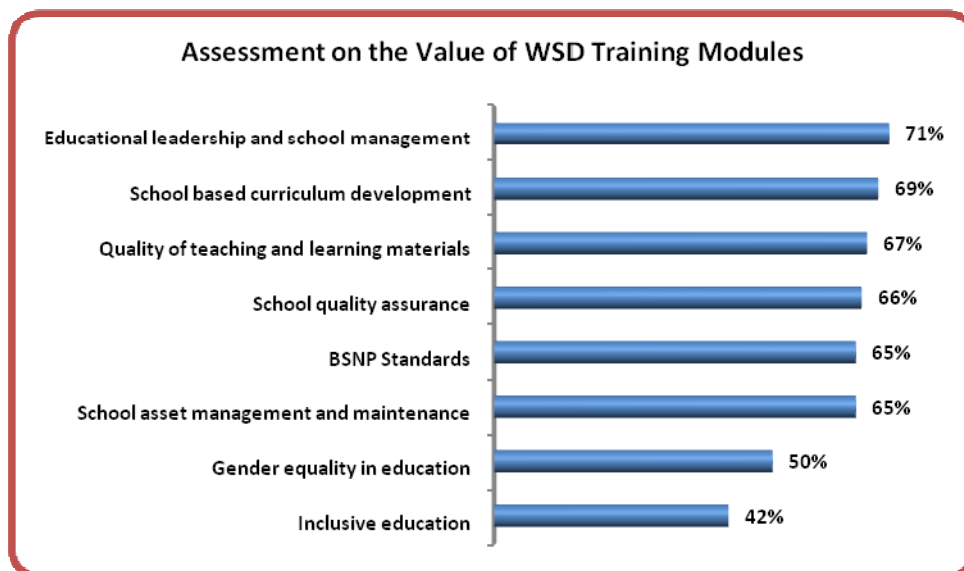 Assessment on the Value of WSD Training Modules
Educational leadership and school management 71%
School based curriculum development 69%
Quality of teaching and learning materials 67%
School quality assurance 66%
BSNP Standards 65%
School asset management and maintenance 65%
Gender equality in education 50%
Inclusive education 42%